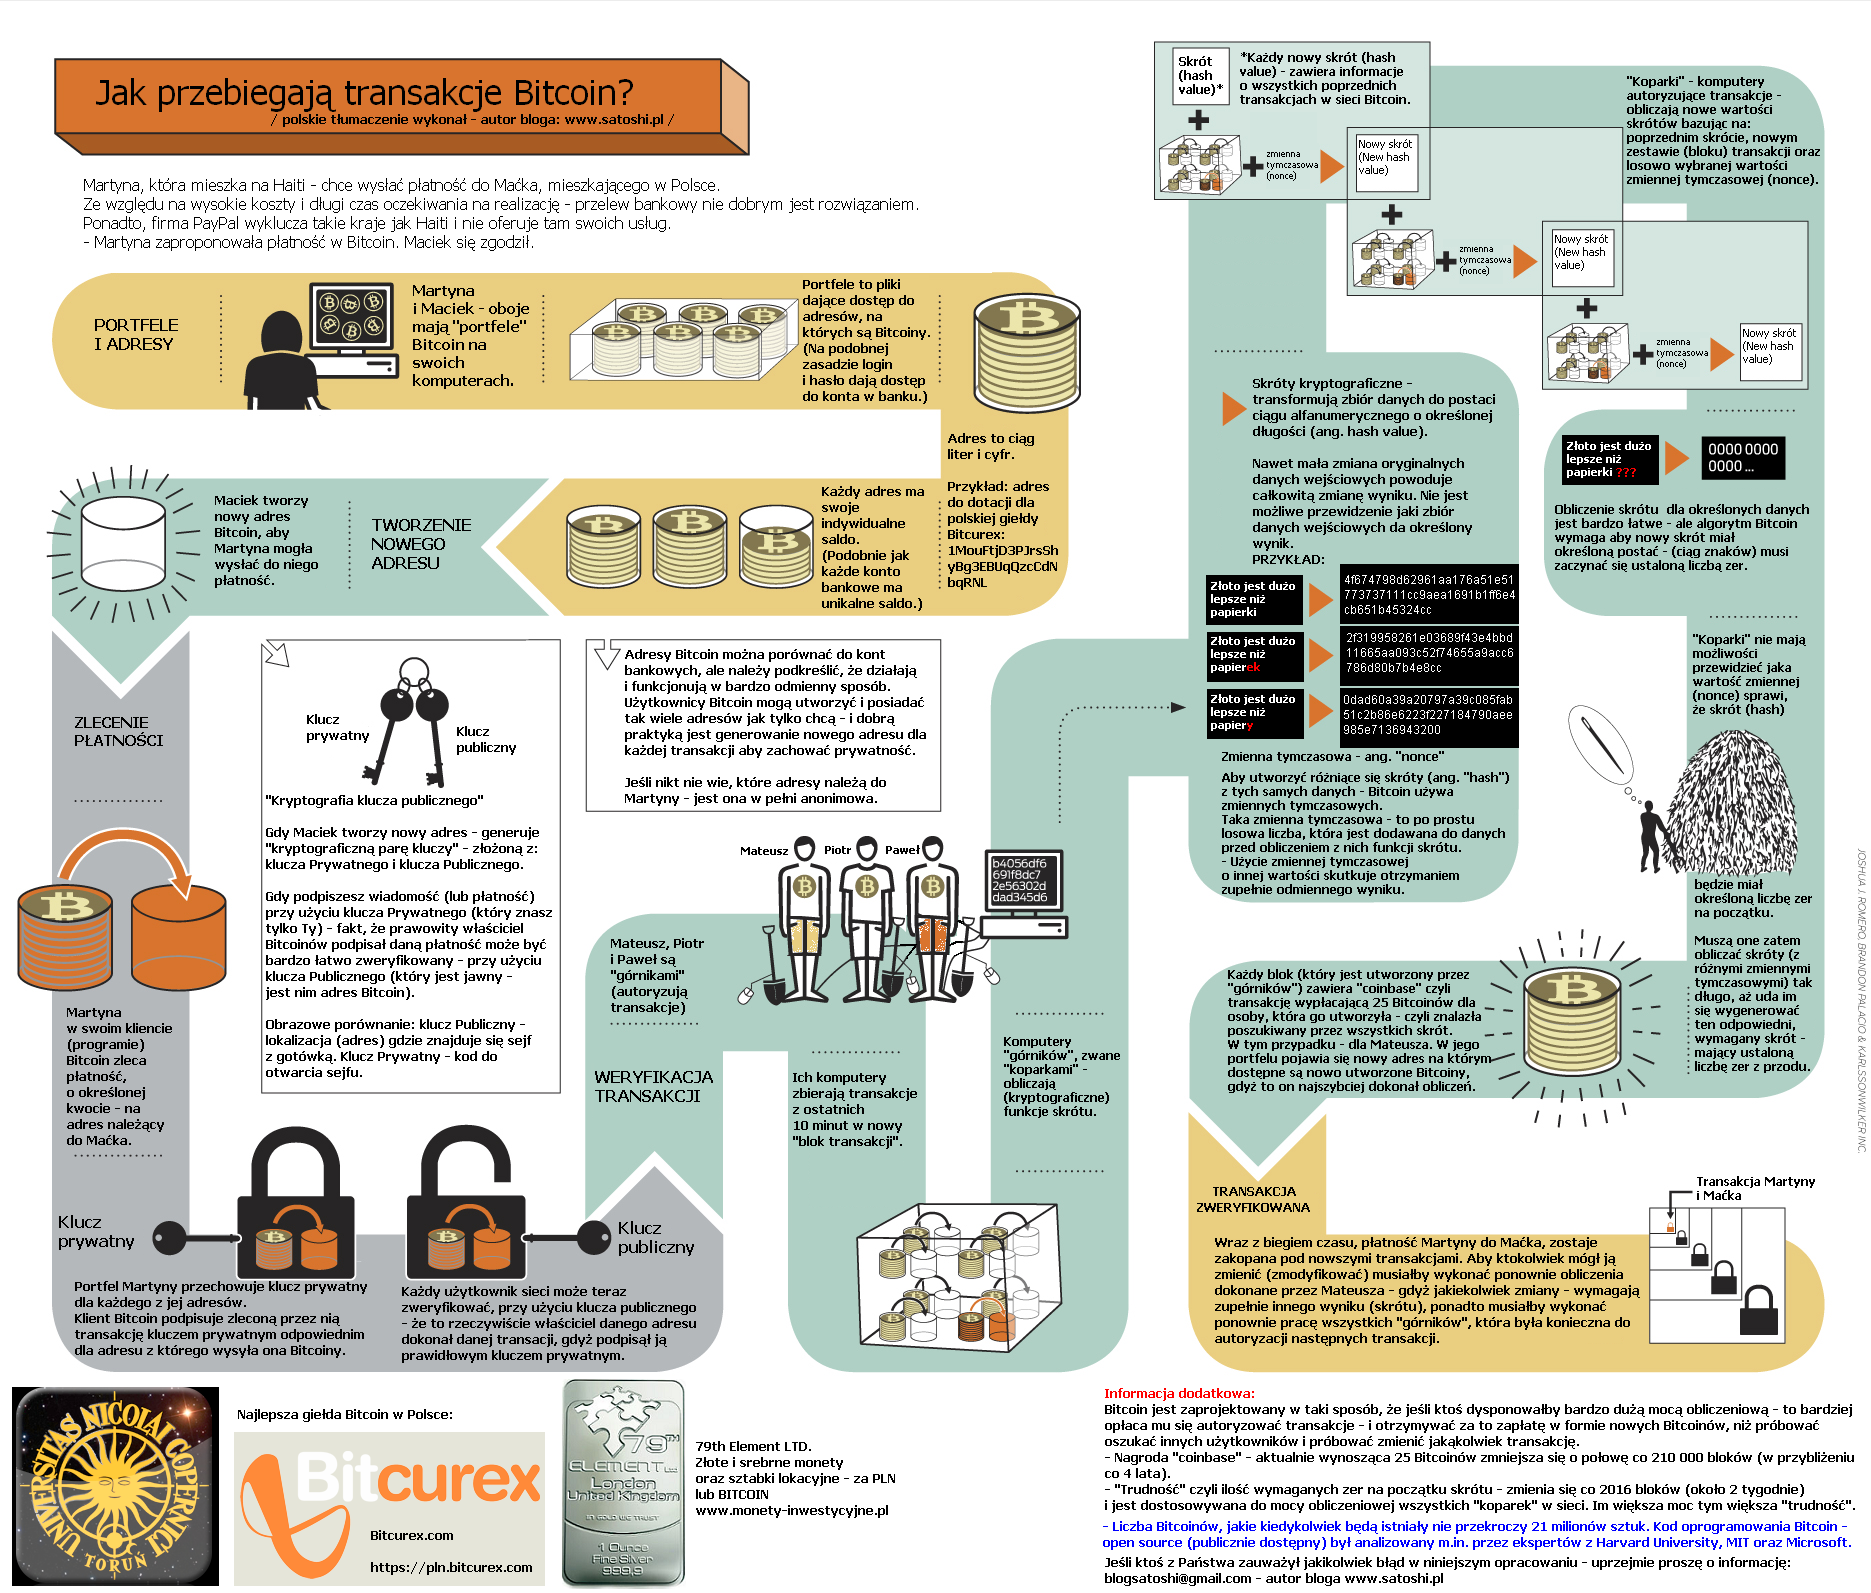 Jak przebiegają transakcje Bitcoin?
/ polskie tłumaczenie wykonał - autor bloga: www.satoshi.pl /
Martyna, która mieszka na Haiti - chce wysłać płatność do Maćka, mieszkającego w Polsce.
Ze względu na wysokie koszty i długi czas oczekiwania na realizację - przelew bankowy nie dobrym jest rozwiązaniem.
Ponadto, firma PayPal wyklucza takie kraje jak Haiti i nie oferuje tam swoich usług.
- Martyna zaproponowała płatność w Bitcoin. Maciek się zgodził.
PORTFELE
I ADRESY
Martyna
i Maciek - oboje
mają "portfele"
Bitcoin na
swoich
komputerach.
Portfele to pliki
dające dostęp do
adresów, na
których są Bitcoiny.
(Na podobnej
zasadzie login
i hasło dają dostęp
do konta w banku.)
Adres to ciąg
liter i cyfr.
Przykład: adres
do dotacji dla
polskiej giełdy
Bitcurex:
1MouFtjD3PJrsSh
yBg3EBUqQzcCdN
bqRNL
Każdy adres ma
swoje
indywidualne
saldo.
(Podobnie jak
każde konto
bankowe ma
unikalne saldo.)
TWORZENIE
NOWEGO
ADRESU
Maciek tworzy
nowy adres
Bitcoin, aby
Martyna mogła
wysłać do niego
płatność.
ZLECENIE
PŁATNOŚCI
Martyna
w swoim kliencie
(programie)
Bitcoin zleca
płatność,
o określonej
kwocie - na
adres należący
do Maćka.
Klucz
prywatny
Klucz
publiczny
"Kryptografia klucza publicznego"
Gdy Maciek tworzy nowy adres - generuje
"kryptograficzną parę kluczy" - złożoną z:
klucza Prywatnego i klucza Publicznego.
Gdy podpiszesz wiadomość (lub płatność)
przy użyciu klucza Prywatnego (który znasz
tylko Ty) - fakt, że prawowity właściciel
Bitcoinów podpisał daną płatność może być
bardzo łatwo zweryfikowany - przy użyciu
klucza Publicznego (który jest jawny -
jest nim adres Bitcoin).
Obrazowe porównanie: klucz Publiczny -
lokalizacja (adres) gdzie znajduje się sejf
z gotówką. Klucz Prywatny - kod do
otwarcia sejfu.
Adresy Bitcoin można porównać do kont
bankowych, ale należy podkreślić, że działają
i funkcjonują w bardzo odmienny sposób.
Użytkownicy Bitcoin mogą utworzyć i posiadać
tak wiele adresów jak tylko chcą - i dobrą
praktyką jest generowanie nowego adresu dla
każdej transakcji aby zachować prywatność.
Jeśli nikt nie wie, które adresy należą do
Martyny - jest ona w pełni anonimowa.
Klucz
prywatny
Klucz
publiczny
Portfel Martyny przechowuje klucz prywatny
dla każdego z jej adresów.
Klient Bitcoin podpisuje zleconą przez nią
transakcję kluczem prywatnym odpowiednim
dla adresu z którego wysyła ona Bitcoiny.
Każdy użytkownik sieci może teraz
zweryfikować, przy użyciu klucza publicznego
- że to rzeczywiście właściciel danego adresu
dokonał danej transacji, gdyż podpisął ją
prawidłowym kluczem prywatnym.
WERYFIKACJA
TRANSAKCJI
Mateusz, Piotr
i Paweł są
"górnikami"
(autoryzują
transakcje)
Mateusz
Piotr
Paweł
b4056df6
691f8dc7
2e56302d
dad345d6
Ich komputery
zbierają transakcje
z ostatnich
10 minut w nowy
"blok transakcji".
Komputery
"górników", zwane
"koparkami" -
obliczają
(kryptograficzne)
funkcje skrótu.
Skrót
(hash
value)*
*Każdy nowy skrót (hash
value) - zawiera informacje
o wszystkich poprzednich
transakcjach w sieci Bitcoin.
zmienna
tymczasowa
(nonce)
Nowy skrót
(New hash
value)
zmienna
tymczasowa
(nonce)
Nowy skrót
(New hash
value)
zmienna
tymczasowa
(nonce)
Nowy skrót
(New hash
value)
"Koparki" - komputery
autoryzujące transakcje -
obliczają nowe wartości
skrótów bazując na:
poprzednim skrócie, nowym
zestawie (bloku) transakcji oraz
losowo wybranej wartości
zmiennej tymczasowej (nonce).
Skróty kryptograficzne -
transformują zbiór danych do postaci
ciągu alfanumerycznego o określonej
długości (ang. hash value).
Nawet mała zmiana oryginalnych
danych wejściowych powoduje
całkowitą zmianę wyniku. Nie jest
możliwe przewidzenie jaki zbiór
danych wejściowych da określony
wynik.
PRZYKŁAD:
Złoto jest dużo
lepsze niż
papierki
4f674798d62961aa176a51e51
773737111cc9aea1691b1ff6e4
cb651b45324cc
Złoto jest dużo
lepsze niż
papierek
2f319958261e03689f43e4bbd
11665aa093c52f74655a9acc6
786d80b7b4e8cc
Złoto jest dużo
lepsze niż
papiery
0dad60a39a20797a39c085fab
51c2b86e6223f227184790aee
985e7136943200
Zmienna tymczasowa - ang. "nonce"
Aby utworzyć różniące się skróty (ang. "hash")
z tych samych danych - Bitcoin używa
zmiennych tymczasowych.
Taka zmienna tymczasowa - to po prostu
losowa liczba, która jest dodawana do danych
przed obliczeniem z nich funkcji skrótu.
- Użycie zmiennej tymczasowej
o innej wartości skutkuje otrzymaniem
zupełnie odmiennego wyniku.
Złoto jest dużo
lepsze niż
papierki ???
0000 0000
0000 ...
Obliczenie skrótu dla określonych danych
jest bardzo łatwe - ale algorytm Bitcoin
wymaga aby nowy skrót miał
określoną postać - (ciąg znaków) musi
zaczynać się ustaloną liczbą zer.
"Koparki" nie mają
możliwości
przewidzieć jaka
wartość zmiennej
(nonce) sprawi,
że skrót (hash)
będzie miał
określoną liczbę zer
na początku.
Muszą one zatem
obliczać skróty (z
różnymi zmiennymi
tymczasowymi) tak
długo, aż uda im
się wygenerować
ten odpowiedni,
wymagany skrót -
mający ustaloną
liczbę zer z przodu.
Każdy blok (który jest utworzony przez
"górników") zawiera "coinbase" czyli
transakcję wypłacającą 25 Bitcoinów dla
osoby, która go utworzyła - czyli znalazła
poszukiwany przez wszystkich skrót.
W tym przypadku - dla Mateusza. W jego
portfelu pojawia się nowy adres na którym
dostępne są nowo utworzone Bitcoiny,
gdyż to on najszybciej dokonał obliczeń.
TRANSAKCJA
ZWERYFIKOWANA
Wraz z biegiem czasu, płatność Martyny do Maćka, zostaje
zakopana pod nowszymi transakcjami. Aby ktokolwiek mógł ją
zmienić (zmodyfikować) musiałby wykonać ponownie obliczenia
dokonane przez Mateusza - gdyż jakiekolwiek zmiany - wymagają
zupełnie innego wyniku (skrótu), ponadto musiałby wykonać
ponownie pracę wszystkich "górników", która była konieczna do
autoryzacji następnych transakcji.
Transakcja Martyny
i Maćka
JOSHUA J. ROMERO, BRANDON PALACIO & KARLSSONWILKER INC.
UNIVERSITAS NICOLAI COPERNICI
TORUŃ
Najlepsza giełda Bitcoin w Polsce:
Bitcurex
Bitcurex.com
https://pln.bitcurex.com
79TH
ELEMENT LTD.
London
United Kingdom
IN GOLD WE TRUST
1 Ounce
Fine Silver
999,9
79th Element LTD.
Złote i srebrne monety
oraz sztabki lokacyjne - za PLN
lub BITCOIN
www.monety-inwestycyjne.pl
Informacja dodatkowa:
Bitcoin jest zaprojektowany w taki sposób, że jeśli ktoś dysponowałby bardzo dużą mocą obliczeniową - to bardziej
opłaca mu się autoryzować transakcje - i otrzymywać za to zapłatę w formie nowych Bitcoinów, niż próbować
oszukać innych użytkowników i próbować zmienić jakąkolwiek transakcję.
- Nagroda "coinbase" - aktualnie wynosząca 25 Bitcoinów zmniejsza się o połowę co 210 000 bloków (w przybliżeniu
co 4 lata).
- "Trudność" czyli ilość wymaganych zer na początku skrótu - zmienia się co 2016 bloków (około 2 tygodnie)
i jest dostosowywana do mocy obliczeniowej wszystkich "koparek" w sieci. Im większa moc tym większa "trudność".
- Liczba Bitcoinów, jakie kiedykolwiek będą istniały nie przekroczy 21 milionów sztuk. Kod oprogramowania Bitcoin -
open source (publicznie dostępny) był analizowany m.in. przez ekspertów z Harvard University, MIT oraz Microsoft.
Jeśli ktoś z Państwa zauważył jakikolwiek błąd w niniejszym opracowaniu - uprzejmie proszę o informację:
blogsatoshi@gmail.com - autor bloga www.satoshi.pl